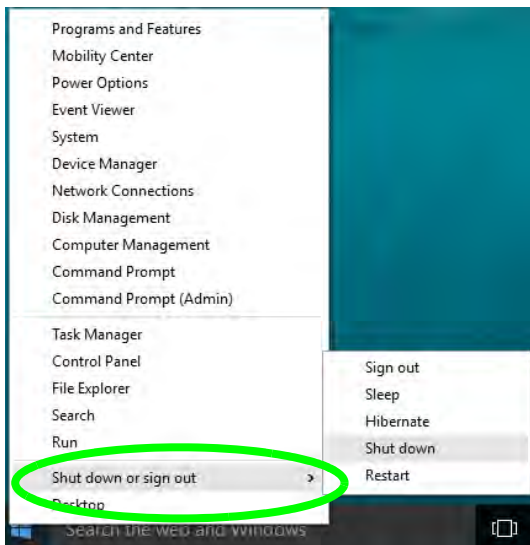 Programs and Features
Mobility Center
Power Options
Event Viewer
System
Device Manager
Network Connections
Disk Management
Computer Management
Command Prompt
Command Prompt (Admin)
Task Manager
Control Panel
File Explorer
Search
Run
Shut down or sign out
Desktop
Sign out
Sleep
Hibernate
Shut down
Restart
Search the web and Windows